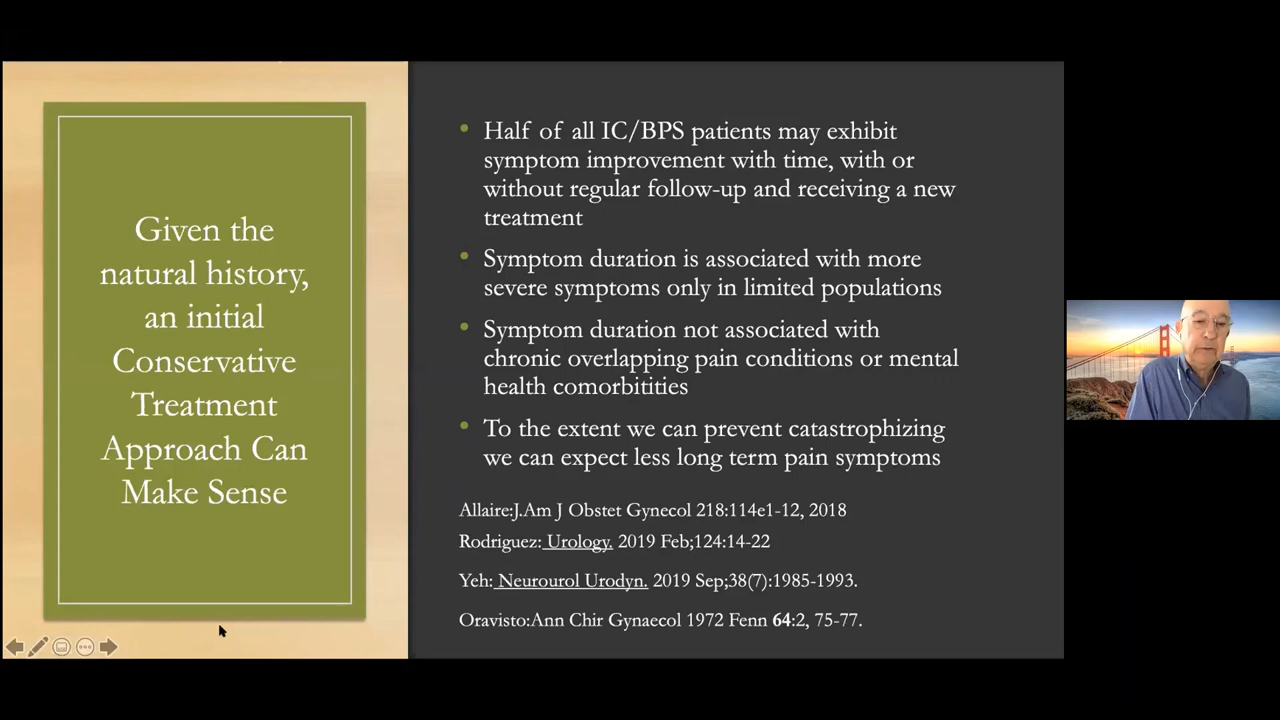 Given the
natural history,
an initial
Conservative
Treatment
Approach Can
Make Sense
• Half of all IC/BPS patients may exhibit
symptom improvement with time, with or
without regular follow-up and receiving a new
treatment
• Symptom duration is associated with more
severe symptoms only in limited populations
• Symptom duration not associated with
chronic overlapping pain conditions or mental
health comorbitities
• To the extent we can prevent catastrophizing
we can expect less long term pain symptoms
Allaire:J.Am J Obstet Gynecol 218:114e1-12, 2018
Rodriguez: Urology. 2019 Feb;124:14-22
Yeh: Neurourol Urodyn. 2019 Sep;38(7):1985-1993.
Oravisto:Ann Chir Gynaecol 1972 Fenn 64:2, 75-77.